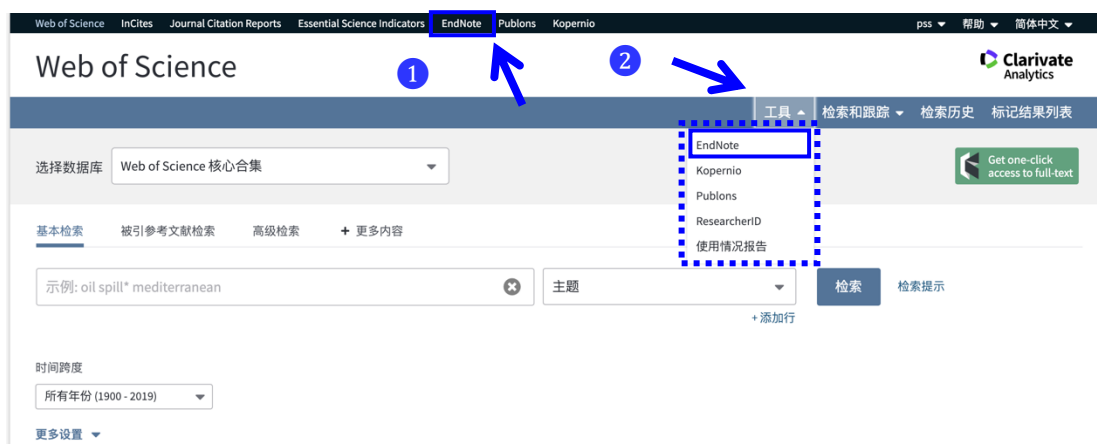 Web of Science InCites Journal Citation Reports Essential Science Indicators EndNote Publons Kopernio pss 帮助 简体中文
Web of Science
1
2
Clarivate
Analytics
工具 检索和跟踪 检索历史 标记结果列表
选择数据库 Web of Science 核心合集
EndNote
Kopernio
Publons
ResearcherID
使用情况报告
Get one-click
access to full-text
基本检索 被引参考文献检索 高级检索 + 更多内容
示例: oil spill* mediterranean 主题 检索 检索提示
+ 添加行
时间跨度
所有年份 (1900 - 2019)
更多设置